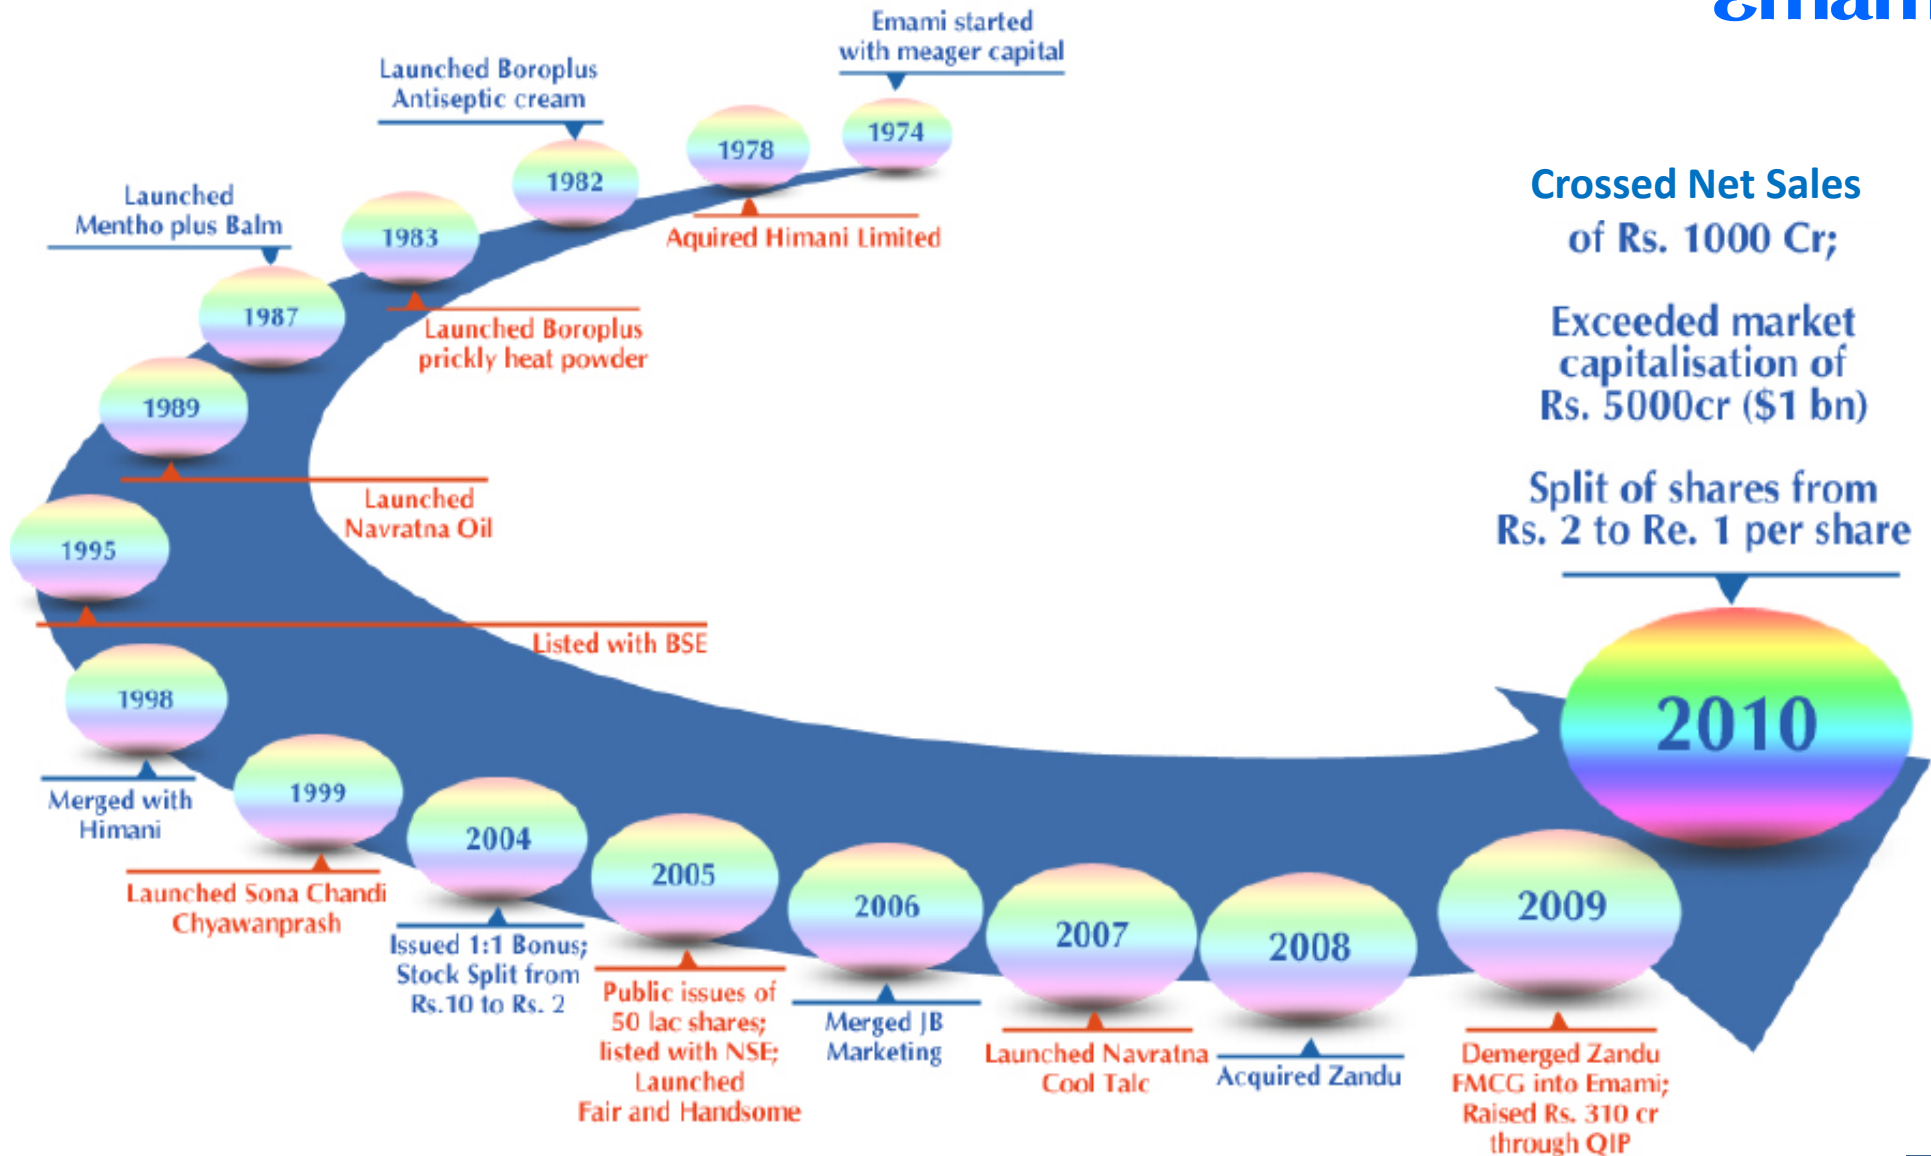 emami
Emami started
with meager capital
1974
1978
Aquired Himani Limited
Launched Boroplus
Antiseptic cream
1982
1983
Launched Boroplus
prickly heat powder
Launched
Mentho plus Balm
1987
1989
Launched
Navratna Oil
1995
Listed with BSE
1998
Merged with
Himani
1999
Launched Sona Chandi
Chyawanprash
2004
Issued 1:1 Bonus;
Stock Split from
Rs.10 to Rs. 2
2005
Public issues of
50 lac shares;
listed with NSE;
Launched
Fair and Handsome
2006
Merged JB
Marketing
2007
Launched Navratna
Cool Talc
2008
Acquired Zandu
2009
Demerged Zandu
FMCG into Emami;
Raised Rs. 310 cr
through QIP
Crossed Net Sales
of Rs. 1000 Cr;
Exceeded market
capitalisation of
Rs. 5000cr ($1 bn)
Split of shares from
Rs. 2 to Re. 1 per share
2010